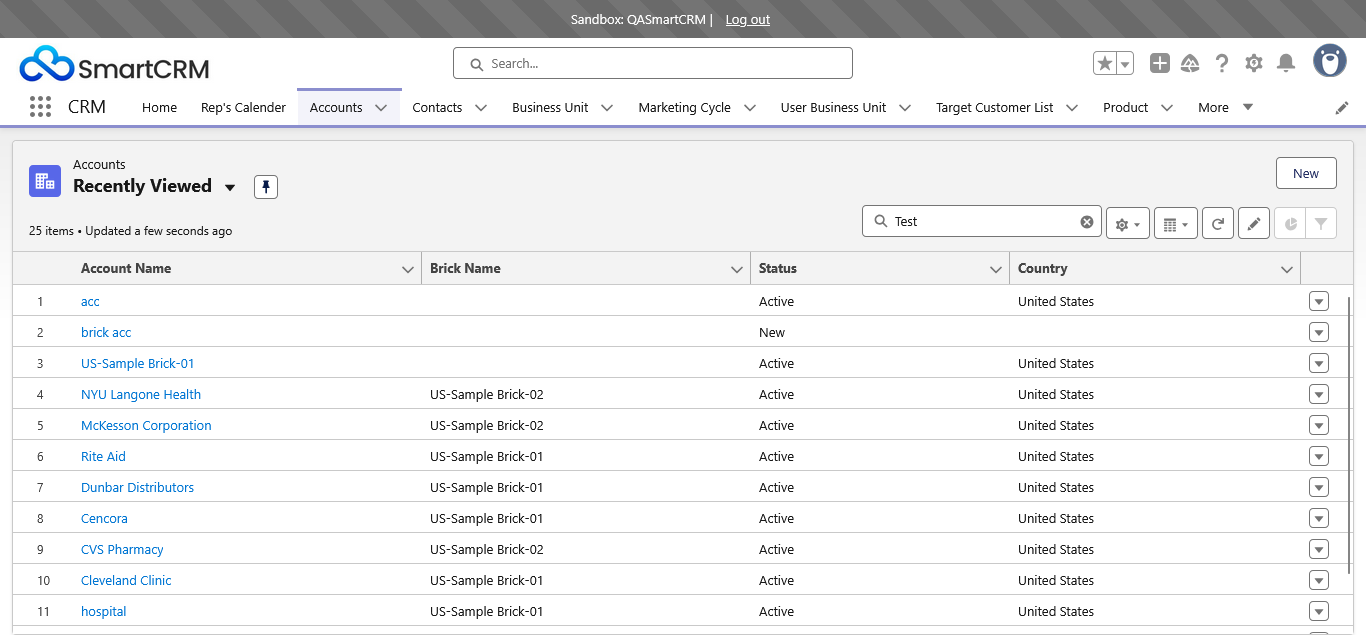 Sandbox: QASmartCRM | Log out
SmartCRM
Search...
CRM Home Rep's Calender Accounts Contacts Business Unit Marketing Cycle User Business Unit Target Customer List Product More
Accounts
Recently Viewed
New
25 items • Updated a few seconds ago
Test
Account Name Brick Name Status Country
1 acc Active United States
2 brick acc New
3 US-Sample Brick-01 Active United States
4 NYU Langone Health US-Sample Brick-02 Active United States
5 McKesson Corporation US-Sample Brick-02 Active United States
6 Rite Aid US-Sample Brick-01 Active United States
7 Dunbar Distributors US-Sample Brick-01 Active United States
8 Cencora US-Sample Brick-01 Active United States
9 CVS Pharmacy US-Sample Brick-02 Active United States
10 Cleveland Clinic US-Sample Brick-01 Active United States
11 hospital US-Sample Brick-01 Active United States